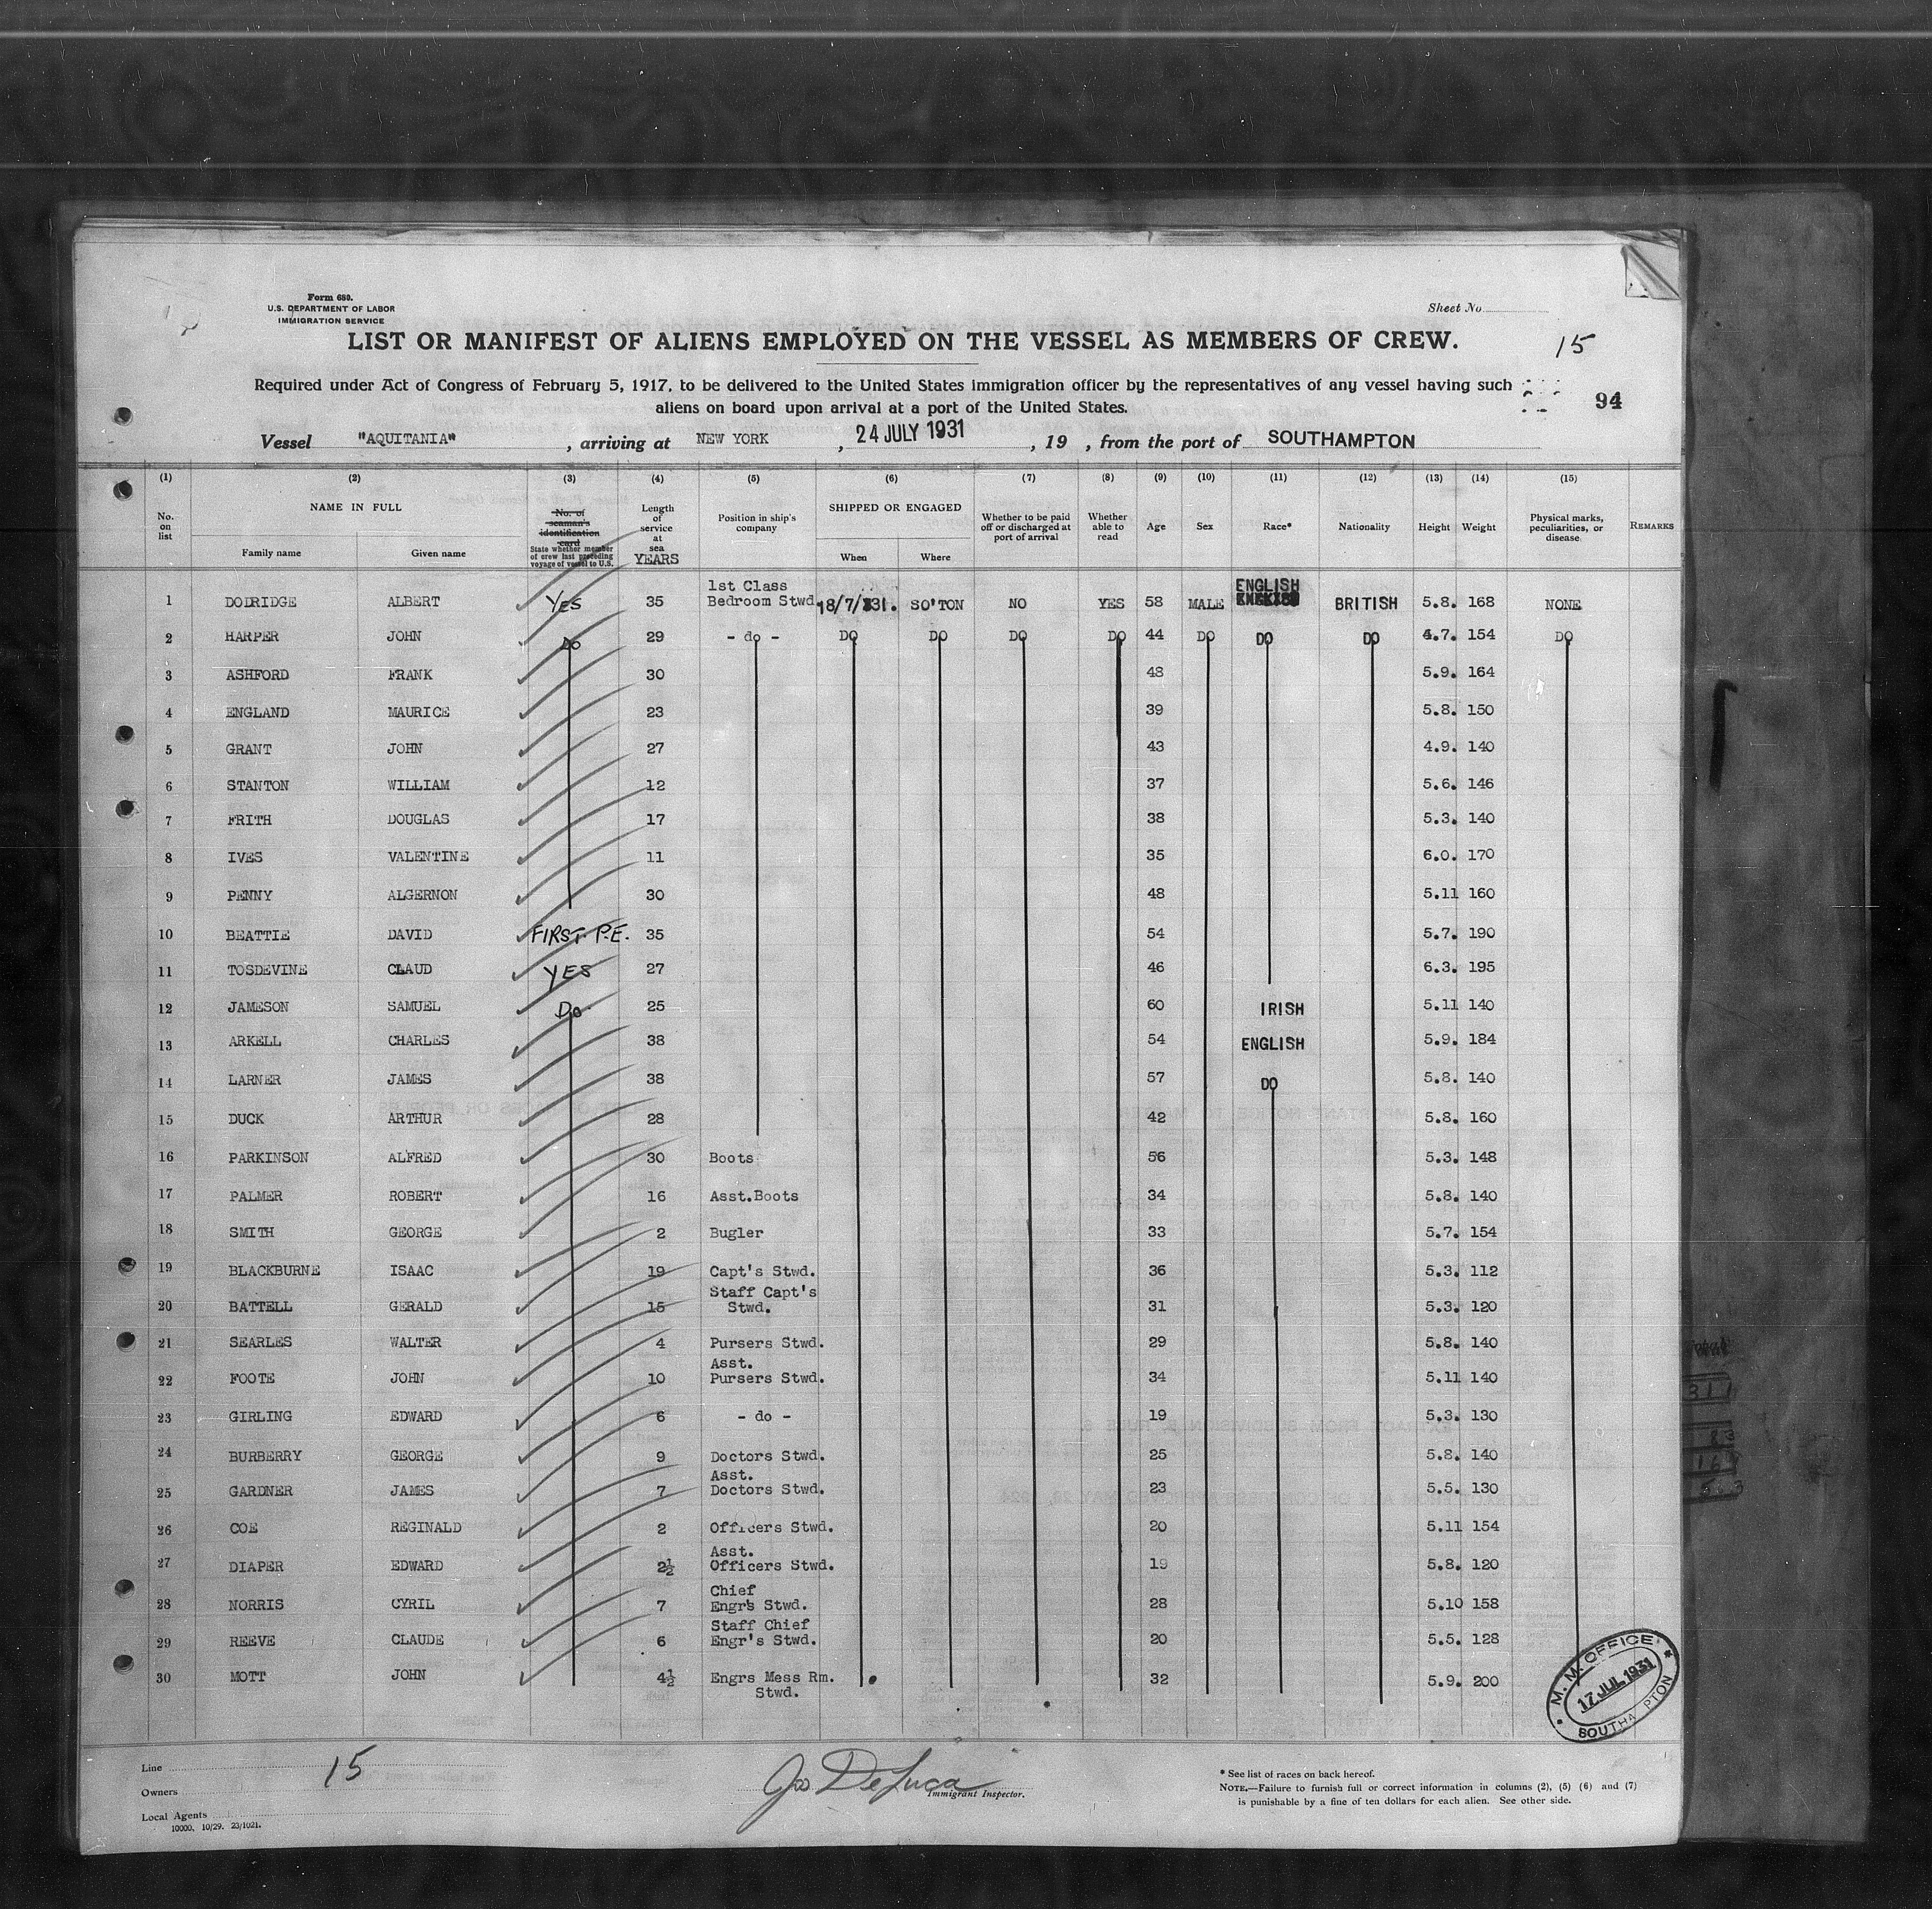 Form 680.
U.S. DEPARTMENT OF LABOR
IMMIGRATION SERVICE
Sheet No.
LIST OR MANIFEST OF ALIENS EMPLOYED ON THE VESSEL AS MEMBERS OF CREW.
15
Required under Act of Congress of February 5, 1917, to be delivered to the United States immigration officer by the representatives of any vessel having such
aliens on board upon arrival at a port of the United States.
94
Vessel "AQUITANIA", arriving at NEW YORK, 24 JULY 1931, 19 , from the port of SOUTHAMPTON
(1) (2) (3) (4) (5) (6) (7) (8) (9) (10) (11) (12) (13) (14) (15)
No. on list NAME IN FULL Family name Given name No. of seaman's identification card State whether member of crew last preceding voyage of vessel to U.S. Length of service at sea YEARS Position in ship's company SHIPPED OR ENGAGED When Where Whether to be paid off or discharged at port of arrival Whether able to read Age Sex Race* Nationality Height Weight Physical marks, peculiarities, or disease. REMARKS
1 DODRIDGE ALBERT YES 35 1st Class Bedroom Stwd. 18/7/31. SO'TON NO YES 58 MALE ENGLISH BRITISH 5.8. 168 NONE
2 HARPER JOHN DO 29 - do - DO DO DO DO 44 DO DO DO 4.7. 154 DO
3 ASHFORD FRANK 30 48 5.9. 164
4 ENGLAND MAURICE 23 39 5.8. 150
5 GRANT JOHN 27 43 4.9. 140
6 STANTON WILLIAM 12 37 5.6. 146
7 FRITH DOUGLAS 17 38 5.3. 140
8 IVES VALENTINE 11 35 6.0. 170
9 PENNY ALGERNON 30 48 5.11 160
10 BEATTIE DAVID FIRST P.E. 35 54 5.7. 190
11 TOSDEVINE CLAUD YES 27 46 6.3. 195
12 JAMESON SAMUEL Do 25 60 IRISH 5.11 140
13 ARKELL CHARLES 38 54 ENGLISH 5.9. 184
14 LARNER JAMES 38 57 DO 5.8. 140
15 DUCK ARTHUR 28 42 5.8. 160
16 PARKINSON ALFRED 30 Boots 56 5.3. 148
17 PALMER ROBERT 16 Asst.Boots 34 5.8. 140
18 SMITH GEORGE 2 Bugler 33 5.7. 154
19 BLACKBURNE ISAAC 19 Capt's Stwd. 36 5.3. 112
20 BATTELL GERALD 15 Staff Capt's Stwd. 31 5.3. 120
21 SEARLES WALTER 4 Pursers Stwd. 29 5.8. 140
22 FOOTE JOHN 10 Asst. Pursers Stwd. 34 5.11 140
23 GIRLING EDWARD 6 - do - 19 5.3. 130
24 BURBERRY GEORGE 9 Doctors Stwd. 25 5.8. 140
25 GARDNER JAMES 7 Asst. Doctors Stwd. 23 5.5. 130
26 COE REGINALD 2 Officers Stwd. 20 5.11 154
27 DIAPER EDWARD 2½ Asst. Officers Stwd. 19 5.8. 120
28 NORRIS CYRIL 7 Chief Engr's Stwd. 28 5.10 158
29 REEVE CLAUDE 6 Staff Chief Engr's Stwd. 20 5.5. 128
30 MOTT JOHN 4½ Engrs Mess Rm. Stwd. 32 5.9. 200
M. M. OFFICE
17 JUL 1931
Line
15
Owners
Local Agents
10000. 10/29. 23/1021.
Jos De Luca
Immigrant Inspector.
* See list of races on back hereof.
NOTE.—Failure to furnish full or correct information in columns (2), (5) (6) and (7)
is punishable by a fine of ten dollars for each alien. See other side.